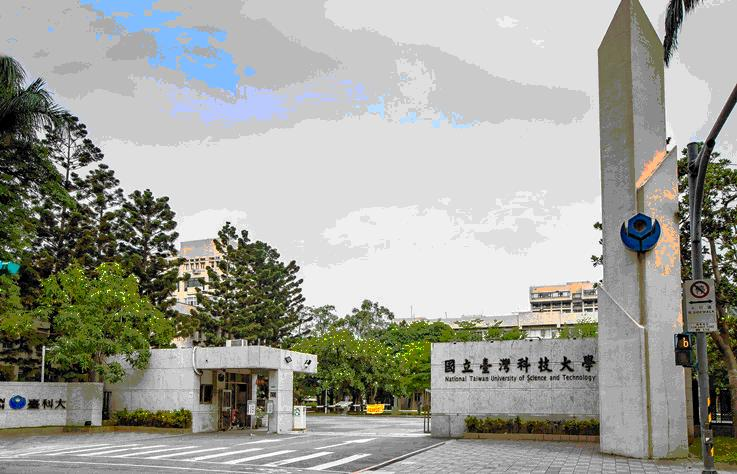 國立臺灣科技大學
National Taiwan University of Science and Technology
臺科大